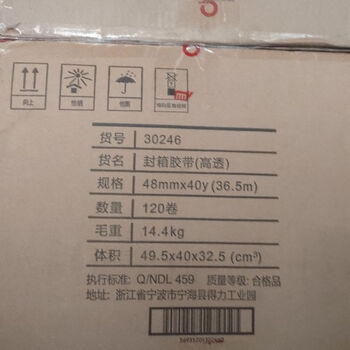 向上
怕晒
怕雨
货号 30246
货名 封箱胶带(高透)
规格 48mmx40y (36.5m)
数量 120卷
毛重 14.4kg
体积 49.5x40x32.5 (cm³)
执行标准: Q/NDL 459 质量等级: 合格品
地址: 浙江省宁波市宁海县得力工业园